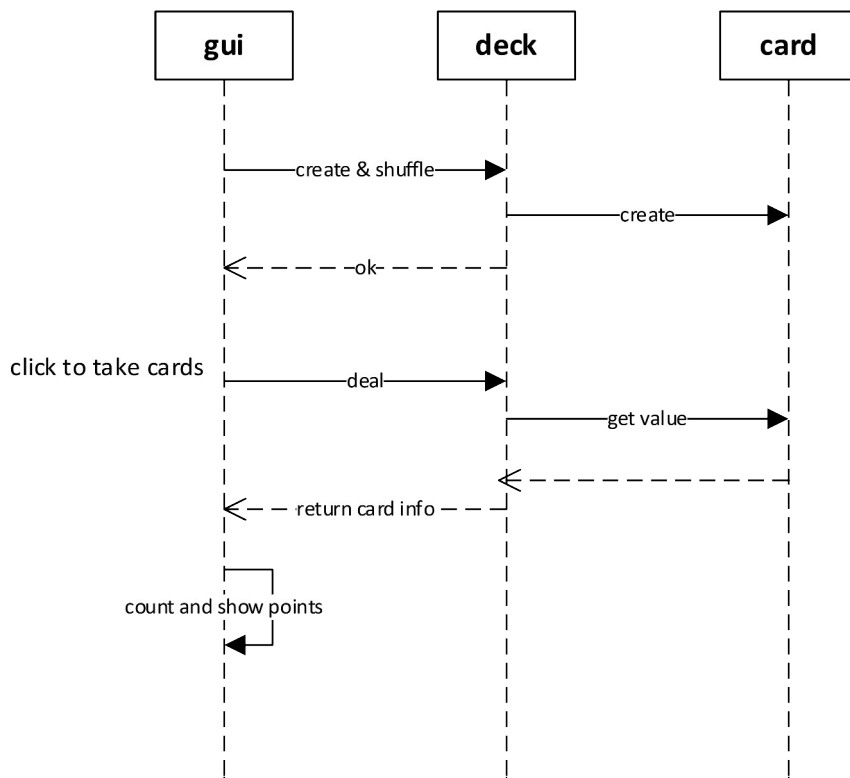 gui
deck
card
create & shuffle
create
ok
click to take cards
deal
get value
return card info
count and show points